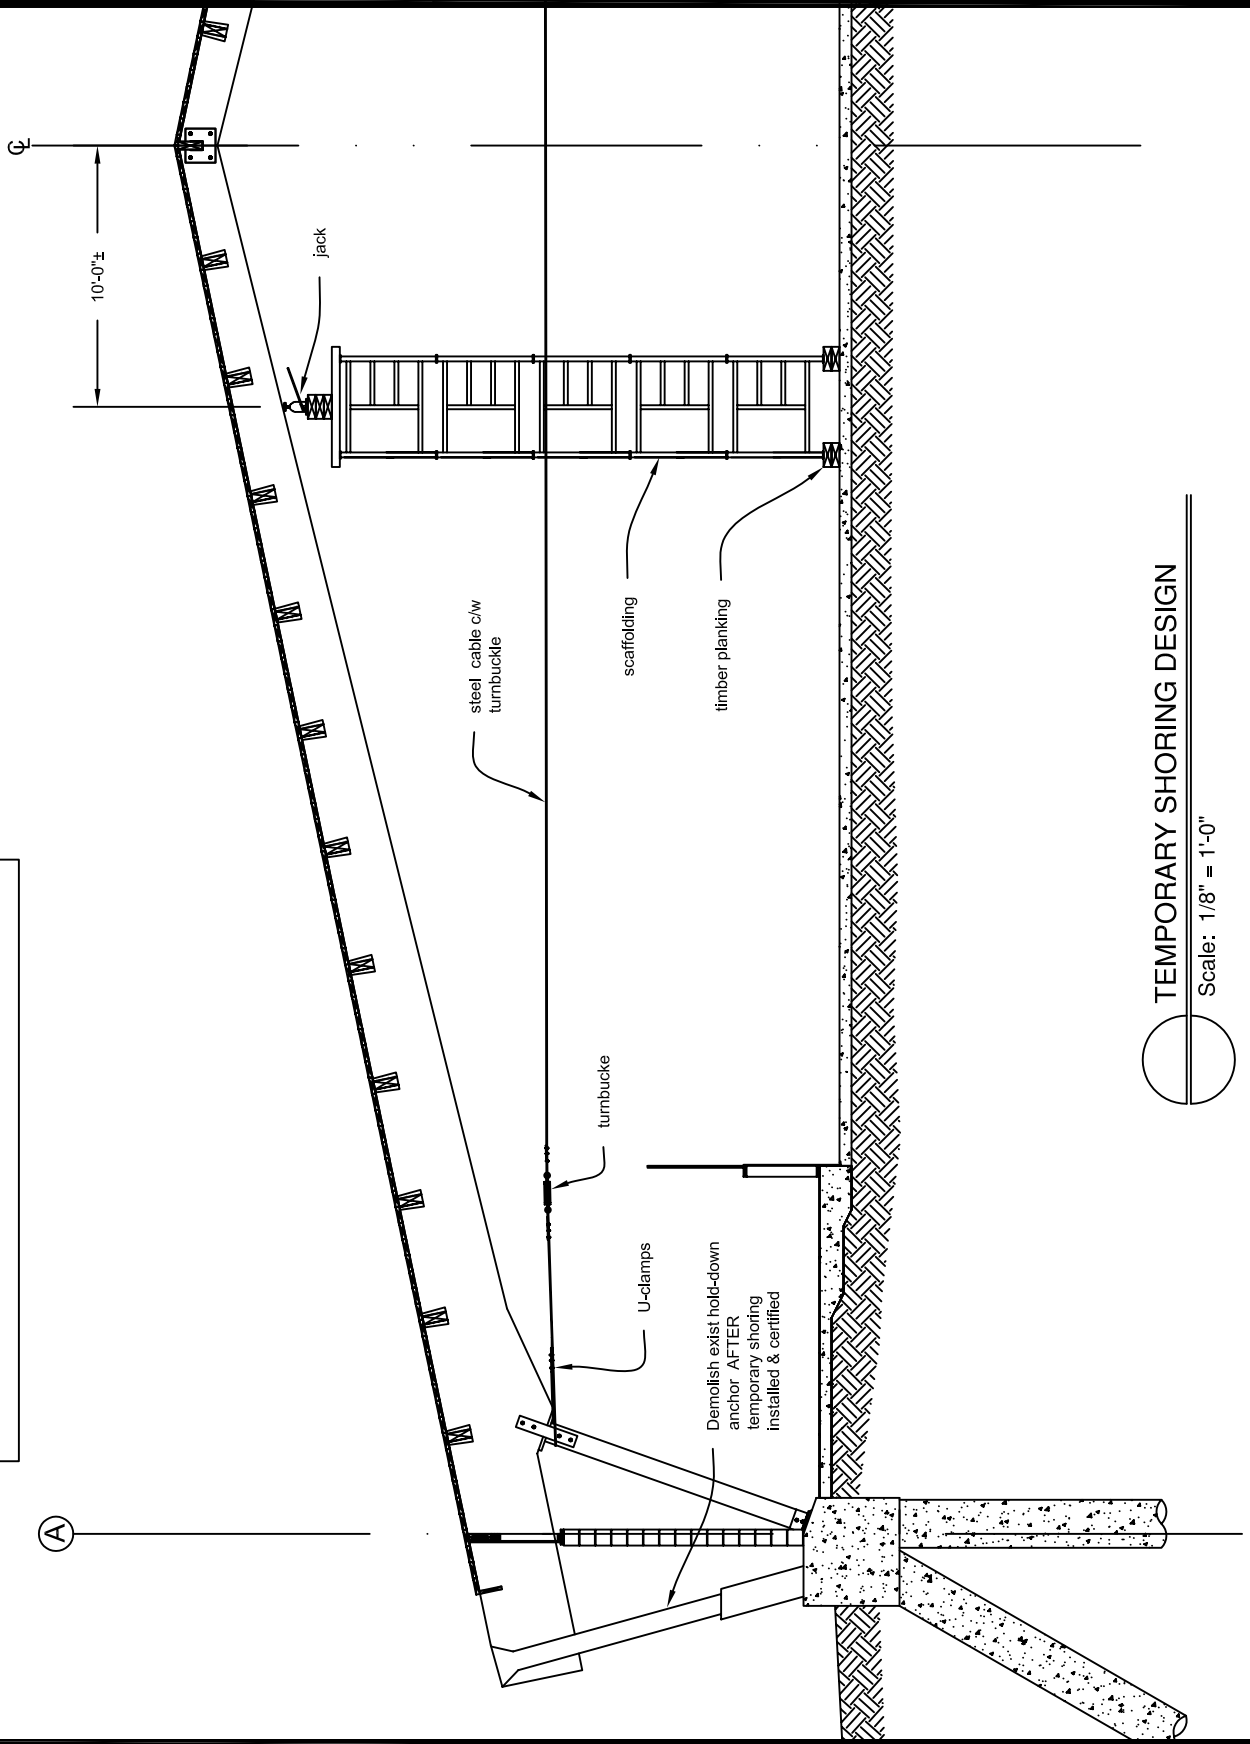 ℄
10'-0"±
jack
steel cable c/w
turnbuckle
scaffolding
timber planking
turnbucke
U-clamps
Demolish exist hold-down
anchor AFTER
temporary shoring
installed & certified
A
TEMPORARY SHORING DESIGN
Scale: 1/8" = 1'-0"